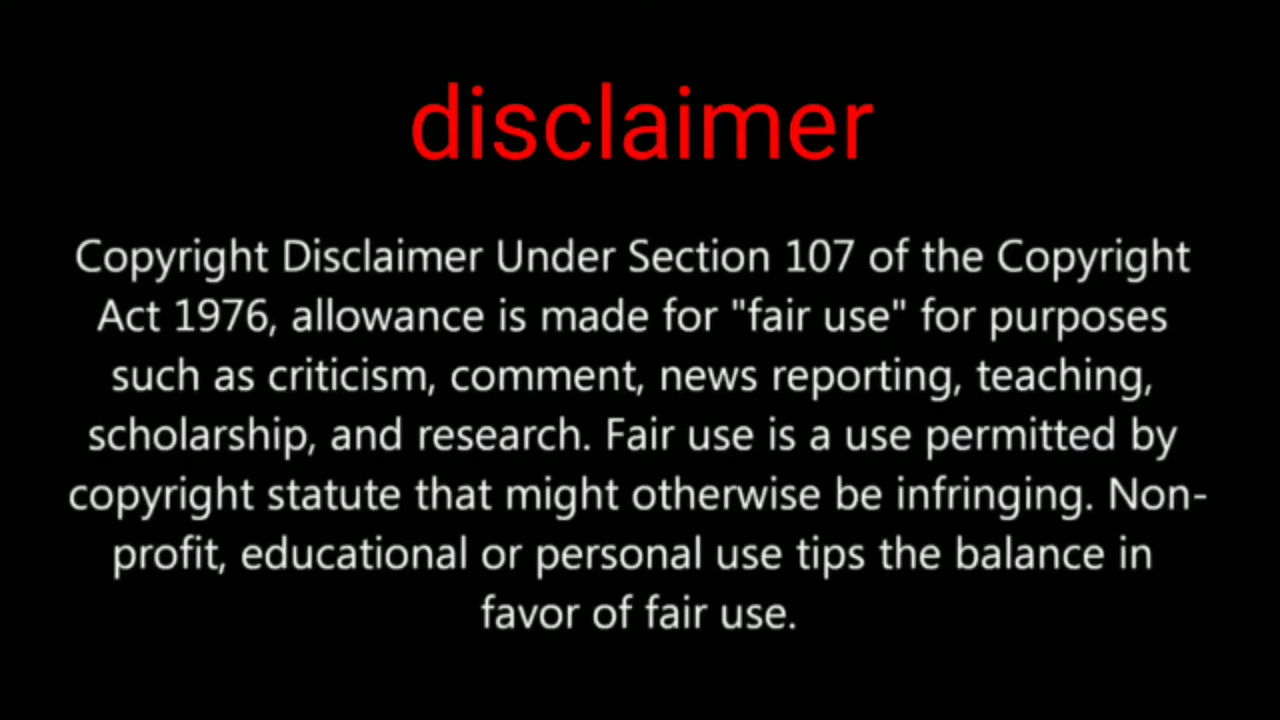 disclaimer
Copyright Disclaimer Under Section 107 of the Copyright
Act 1976, allowance is made for "fair use" for purposes
such as criticism, comment, news reporting, teaching,
scholarship, and research. Fair use is a use permitted by
copyright statute that might otherwise be infringing. Non-
profit, educational or personal use tips the balance in
favor of fair use.